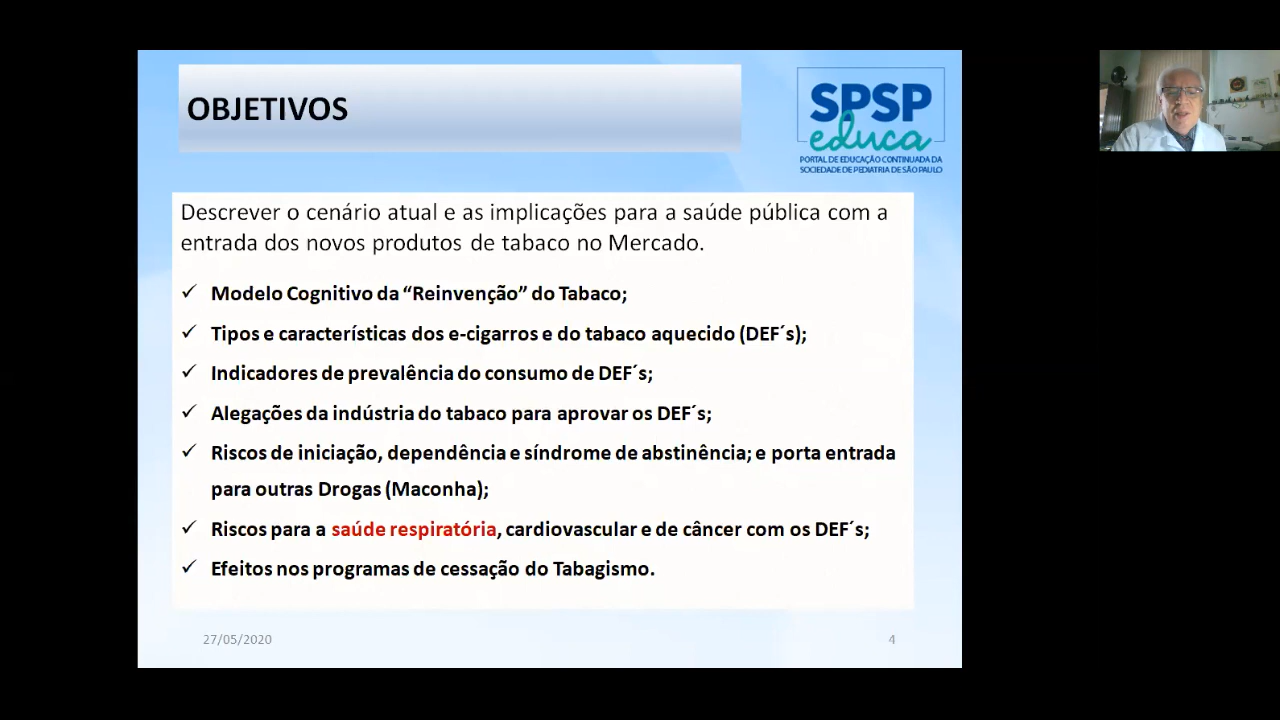 OBJETIVOS
SPSP
educa
PORTAL DE EDUCAÇÃO CONTINUADA DA
SOCIEDADE DE PEDIATRIA DE SÃO PAULO
Descrever o cenário atual e as implicações para a saúde pública com a
entrada dos novos produtos de tabaco no Mercado.
✓ Modelo Cognitivo da “Reinvenção” do Tabaco;
✓ Tipos e características dos e-cigarros e do tabaco aquecido (DEF´s);
✓ Indicadores de prevalência do consumo de DEF´s;
✓ Alegações da indústria do tabaco para aprovar os DEF´s;
✓ Riscos de iniciação, dependência e síndrome de abstinência; e porta entrada
para outras Drogas (Maconha);
✓ Riscos para a saúde respiratória, cardiovascular e de câncer com os DEF´s;
✓ Efeitos nos programas de cessação do Tabagismo.
27/05/2020
4